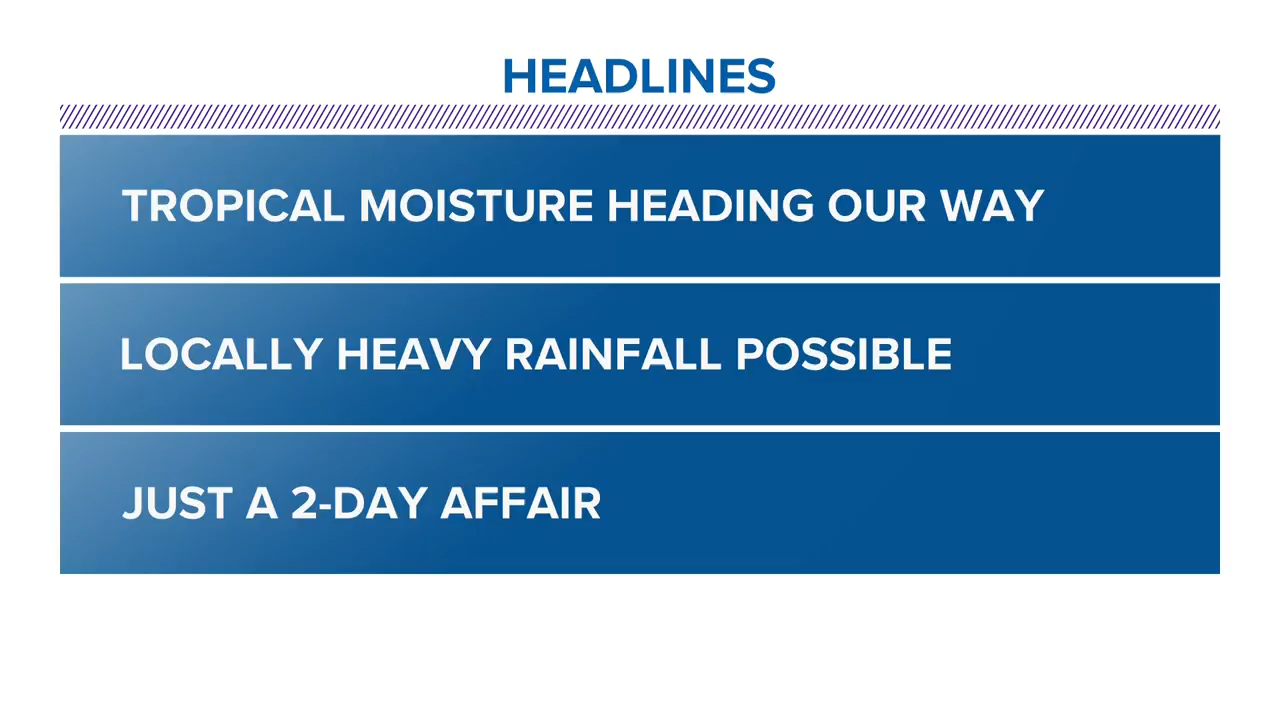 HEADLINES
TROPICAL MOISTURE HEADING OUR WAY
LOCALLY HEAVY RAINFALL POSSIBLE
JUST A 2-DAY AFFAIR